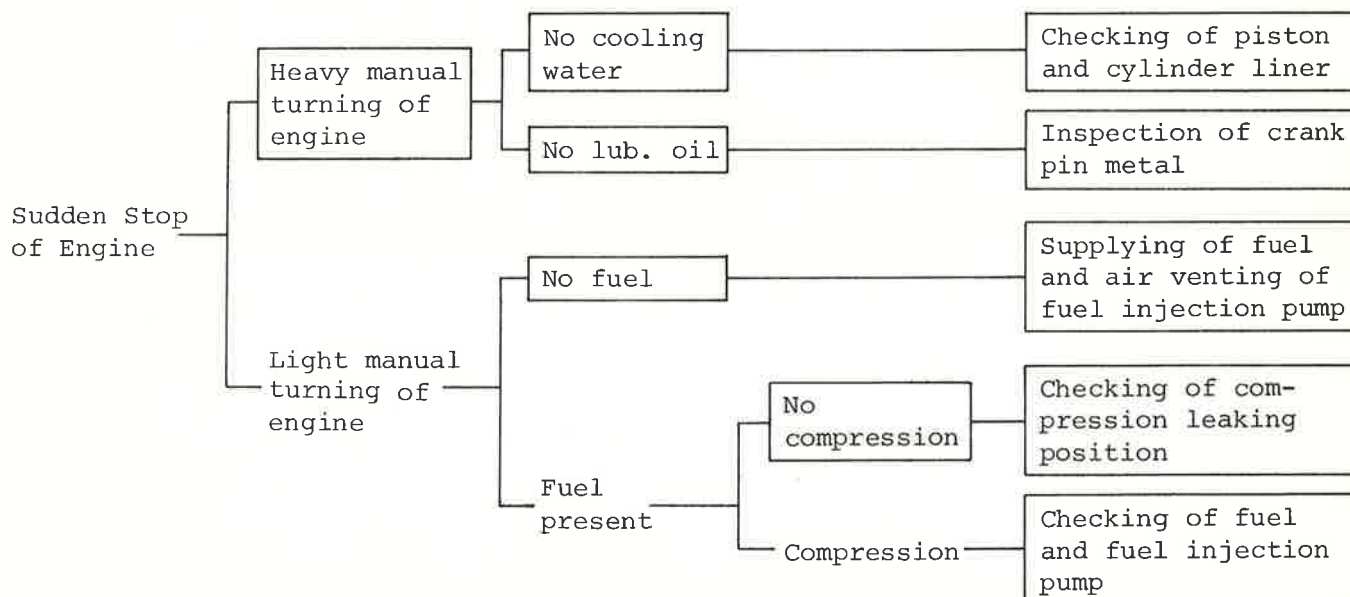 Sudden Stop
of Engine
Heavy manual
turning of
engine
No cooling
water
Checking of piston
and cylinder liner
No lub. oil
Inspection of crank
pin metal
Light manual
turning of
engine
No fuel
Supplying of fuel
and air venting of
fuel injection pump
Fuel
present
No
compression
Checking of com-
pression leaking
position
Compression
Checking of fuel
and fuel injection
pump